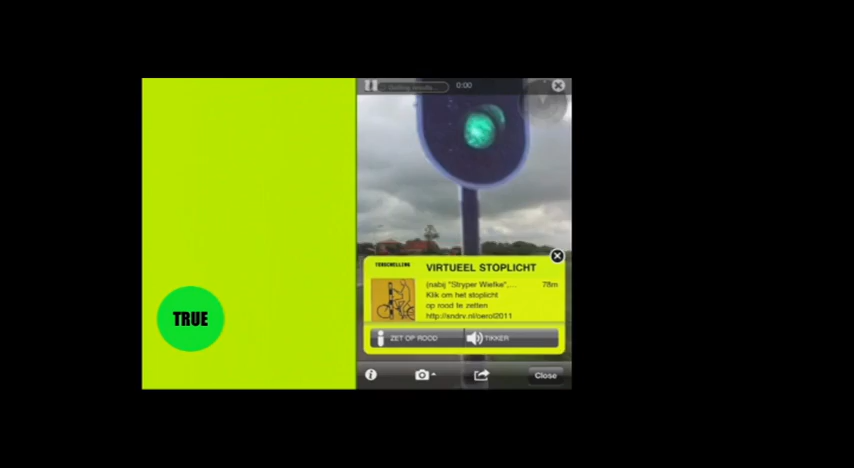 TRUE
0:00
TERSCHELLING
VIRTUEEL STOPLICHT
(nabij "Stryper Wielke",... 78m
Klik om het stoplicht
op rood te zetten
http://sndrv.nl/oerol2011
ZET OP ROOD TIKKER
Close